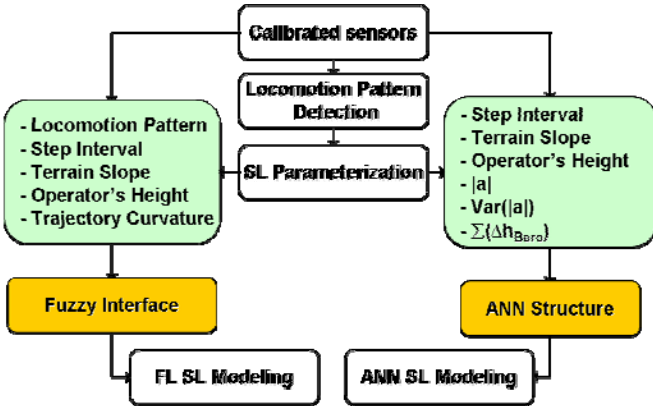 Calibrated sensors
Locomotion Pattern
Detection
SL Parameterization
- Locomotion Pattern
- Step Interval
- Terrain Slope
- Operator's Height
- Trajectory Curvature
- Step Interval
- Terrain Slope
- Operator's Height
- |a|
- Var(|a|)
- Σ(Δh_Baro)
Fuzzy Interface
ANN Structure
FL SL Modeling
ANN SL Modeling